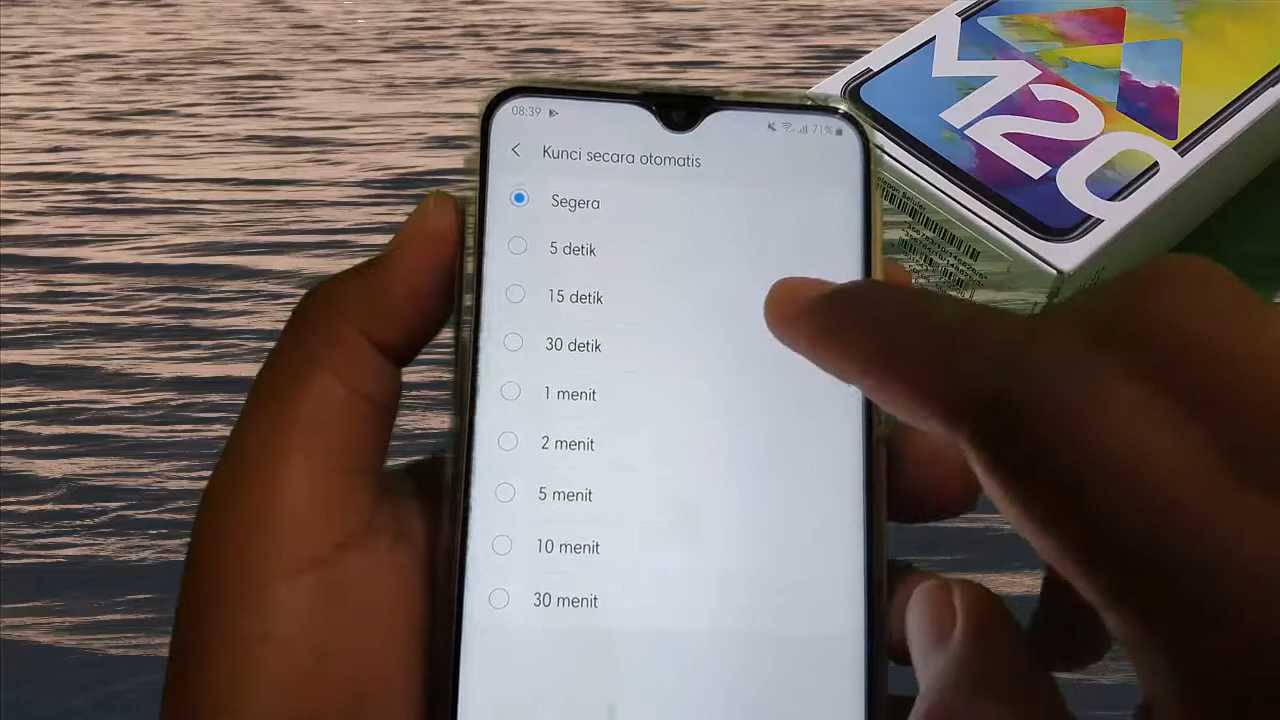 M20
08:39
71%
Kunci secara otomatis
Segera
5 detik
15 detik
30 detik
1 menit
2 menit
5 menit
10 menit
30 menit